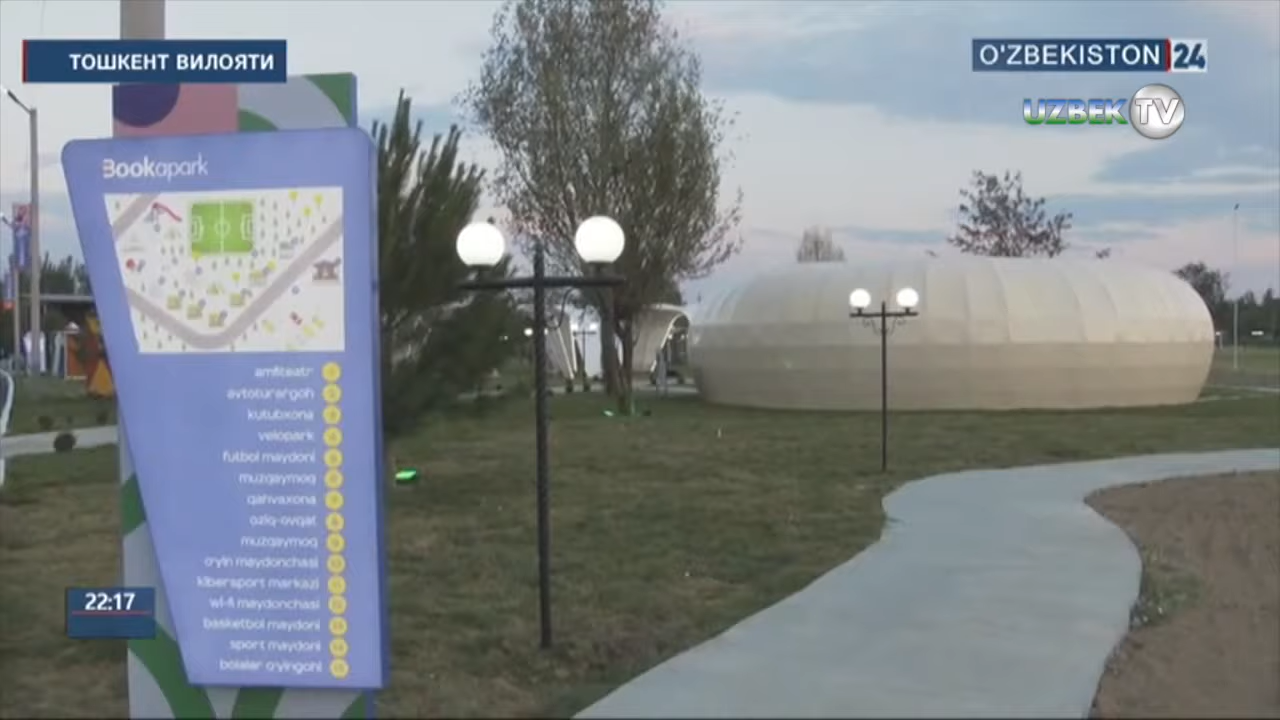 ТОШКЕНТ ВИЛОЯТИ
O'ZBEKISTON 24
UZBEK TV
Bookapark
amfiteatr
avtoturargoh
kutubxona
velopark
futbol maydoni
muzqaymoq
qahvaxona
oziq-ovqat
muzqaymoq
o'yin maydonchasi
kibersport markazi
wi-fi maydonchasi
basketbol maydoni
sport maydoni
bolalar o'yingohi
22:17